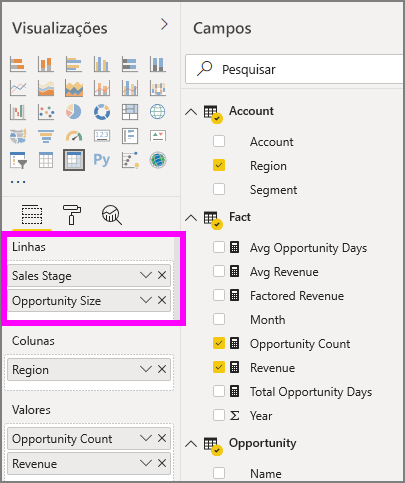 Visualizações
123
R
Py
...
Linhas
Sales Stage
Opportunity Size
Colunas
Region
Valores
Opportunity Count
Revenue
Campos
Pesquisar
Account
Account
Region
Segment
Fact
Avg Opportunity Days
Avg Revenue
Factored Revenue
Month
Opportunity Count
Revenue
Total Opportunity Days
Σ Year
Opportunity
Name